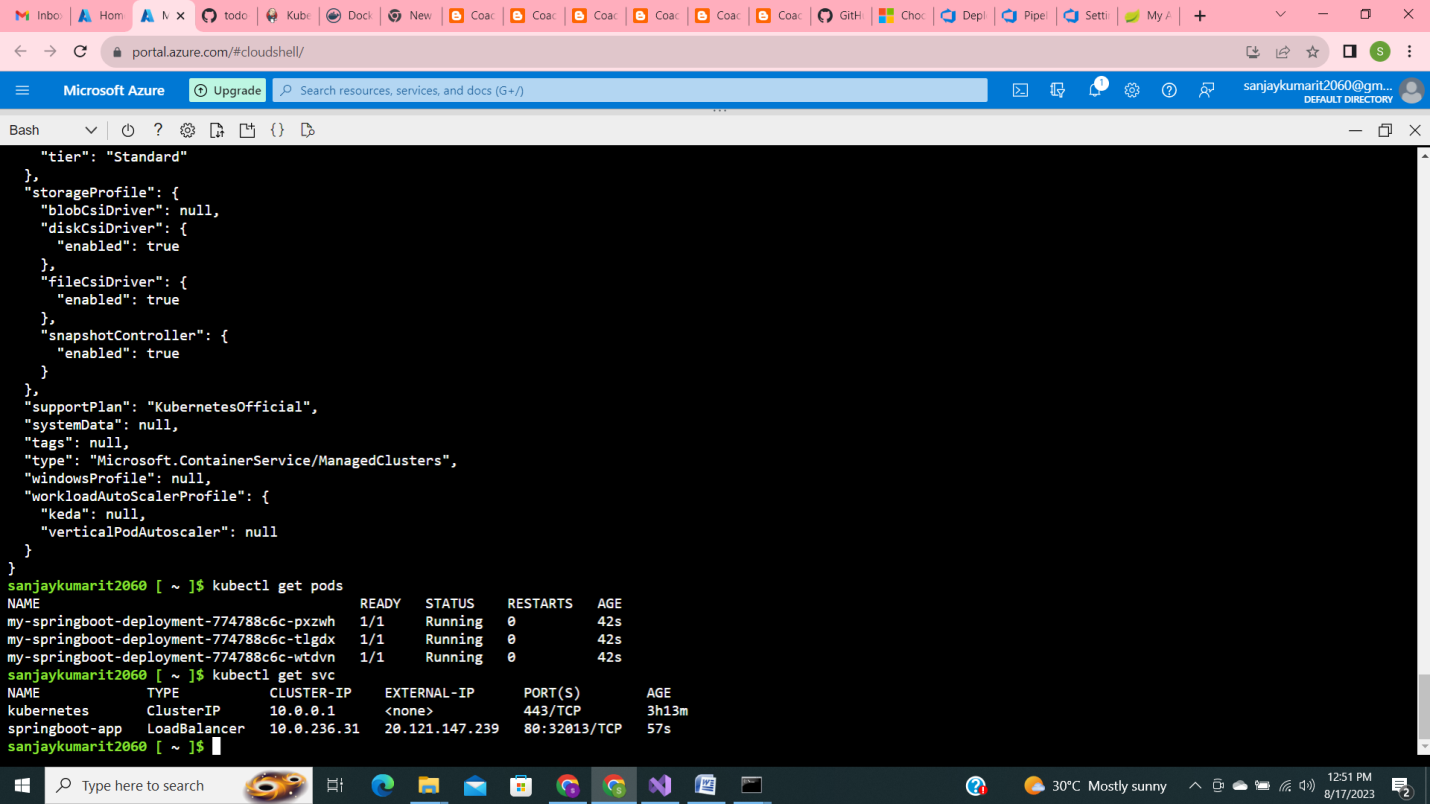 Inbo
Hom
M
todo
Kube
Dock
New
Coac
Coac
Coac
Coac
Coac
Coac
GitH
Choc
Depl
Pipel
Setti
My A
portal.azure.com/#cloudshell/
S
Microsoft Azure
Upgrade
Search resources, services, and docs (G+/)
1
sanjaykumarit2060@gm...
DEFAULT DIRECTORY
Bash
"tier": "Standard"
},
"storageProfile": {
"blobCsiDriver": null,
"diskCsiDriver": {
"enabled": true
},
"fileCsiDriver": {
"enabled": true
},
"snapshotController": {
"enabled": true
}
},
"supportPlan": "KubernetesOfficial",
"systemData": null,
"tags": null,
"type": "Microsoft.ContainerService/ManagedClusters",
"windowsProfile": null,
"workloadAutoScalerProfile": {
"keda": null,
"verticalPodAutoscaler": null
}
}
sanjaykumarit2060 [ ~ ]$ kubectl get pods
NAME READY STATUS RESTARTS AGE
my-springboot-deployment-774788c6c-pxzwh 1/1 Running 0 42s
my-springboot-deployment-774788c6c-tlgdx 1/1 Running 0 42s
my-springboot-deployment-774788c6c-wtdvn 1/1 Running 0 42s
sanjaykumarit2060 [ ~ ]$ kubectl get svc
NAME TYPE CLUSTER-IP EXTERNAL-IP PORT(S) AGE
kubernetes ClusterIP 10.0.0.1 <none> 443/TCP 3h13m
springboot-app LoadBalancer 10.0.236.31 20.121.147.239 80:32013/TCP 57s
sanjaykumarit2060 [ ~ ]$
Type here to search
30°C Mostly sunny
12:51 PM
8/17/2023
2